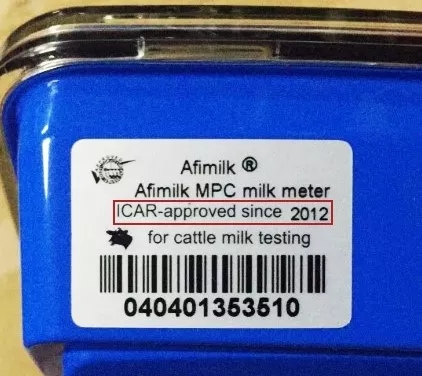 Afimilk ®
Afimilk MPC milk meter
ICAR-approved since 2012
for cattle milk testing
040401353510